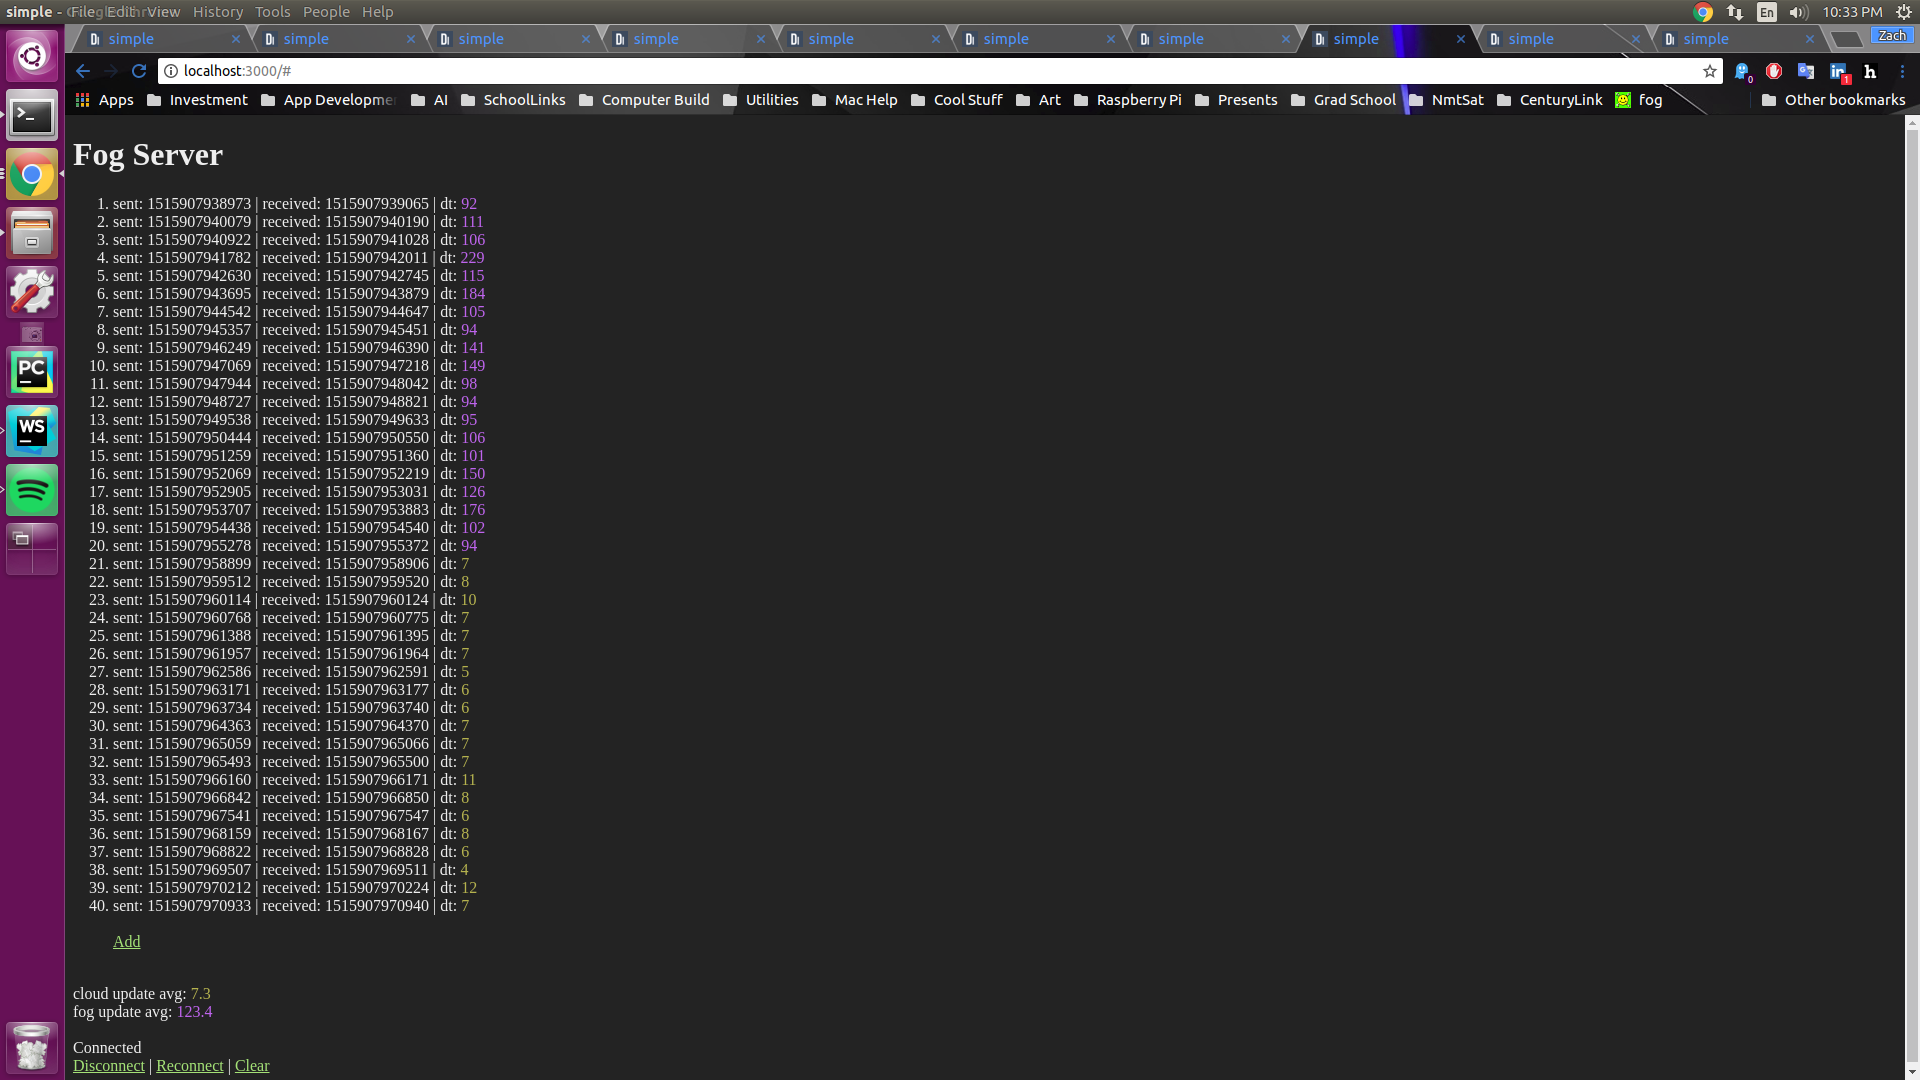 simple - File Edit View History Tools People Help
En 10:33 PM
simple simple simple simple simple simple simple simple simple simple Zach
localhost:3000/#
Apps Investment App Developme AI SchoolLinks Computer Build Utilities Mac Help Cool Stuff Art Raspberry Pi Presents Grad School NmtSat CenturyLink fog Other bookmarks
Fog Server
1. sent: 1515907938973 | received: 1515907939065 | dt: 92
2. sent: 1515907940079 | received: 1515907940190 | dt: 111
3. sent: 1515907940922 | received: 1515907941028 | dt: 106
4. sent: 1515907941782 | received: 1515907942011 | dt: 229
5. sent: 1515907942630 | received: 1515907942745 | dt: 115
6. sent: 1515907943695 | received: 1515907943879 | dt: 184
7. sent: 1515907944542 | received: 1515907944647 | dt: 105
8. sent: 1515907945357 | received: 1515907945451 | dt: 94
9. sent: 1515907946249 | received: 1515907946390 | dt: 141
10. sent: 1515907947069 | received: 1515907947218 | dt: 149
11. sent: 1515907947944 | received: 1515907948042 | dt: 98
12. sent: 1515907948727 | received: 1515907948821 | dt: 94
13. sent: 1515907949538 | received: 1515907949633 | dt: 95
14. sent: 1515907950444 | received: 1515907950550 | dt: 106
15. sent: 1515907951259 | received: 1515907951360 | dt: 101
16. sent: 1515907952069 | received: 1515907952219 | dt: 150
17. sent: 1515907952905 | received: 1515907953031 | dt: 126
18. sent: 1515907953707 | received: 1515907953883 | dt: 176
19. sent: 1515907954438 | received: 1515907954540 | dt: 102
20. sent: 1515907955278 | received: 1515907955372 | dt: 94
21. sent: 1515907958899 | received: 1515907958906 | dt: 7
22. sent: 1515907959512 | received: 1515907959520 | dt: 8
23. sent: 1515907960114 | received: 1515907960124 | dt: 10
24. sent: 1515907960768 | received: 1515907960775 | dt: 7
25. sent: 1515907961388 | received: 1515907961395 | dt: 7
26. sent: 1515907961957 | received: 1515907961964 | dt: 7
27. sent: 1515907962586 | received: 1515907962591 | dt: 5
28. sent: 1515907963171 | received: 1515907963177 | dt: 6
29. sent: 1515907963734 | received: 1515907963740 | dt: 6
30. sent: 1515907964363 | received: 1515907964370 | dt: 7
31. sent: 1515907965059 | received: 1515907965066 | dt: 7
32. sent: 1515907965493 | received: 1515907965500 | dt: 7
33. sent: 1515907966160 | received: 1515907966171 | dt: 11
34. sent: 1515907966842 | received: 1515907966850 | dt: 8
35. sent: 1515907967541 | received: 1515907967547 | dt: 6
36. sent: 1515907968159 | received: 1515907968167 | dt: 8
37. sent: 1515907968822 | received: 1515907968828 | dt: 6
38. sent: 1515907969507 | received: 1515907969511 | dt: 4
39. sent: 1515907970212 | received: 1515907970224 | dt: 12
40. sent: 1515907970933 | received: 1515907970940 | dt: 7
Add
cloud update avg: 7.3
fog update avg: 123.4
Connected
Disconnect | Reconnect | Clear
PC
WS